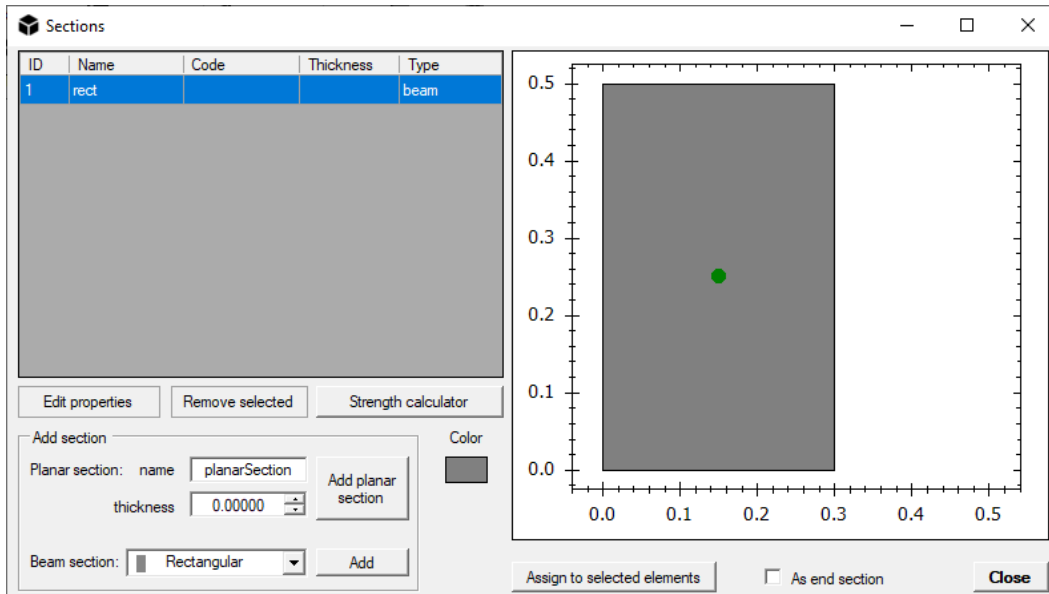 Sections
ID Name Code Thickness Type
1 rect beam
Edit properties Remove selected Strength calculator
Add section
Planar section: name planarSection
thickness 0.00000
Add planar
section
Beam section: Rectangular Add
Color
0.5
0.4
0.3
0.2
0.1
0.0
0.0 0.1 0.2 0.3 0.4 0.5
Assign to selected elements As end section Close